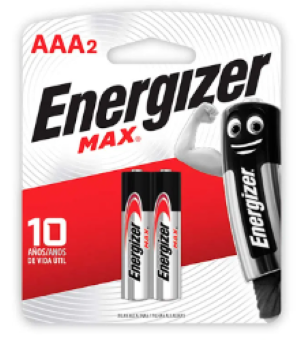 AAA2
Energizer
MAX®
10
AÑOS/ANOS
DE VIDA ÚTIL
Energizer
MAX
Energizer
MAX
Energizer